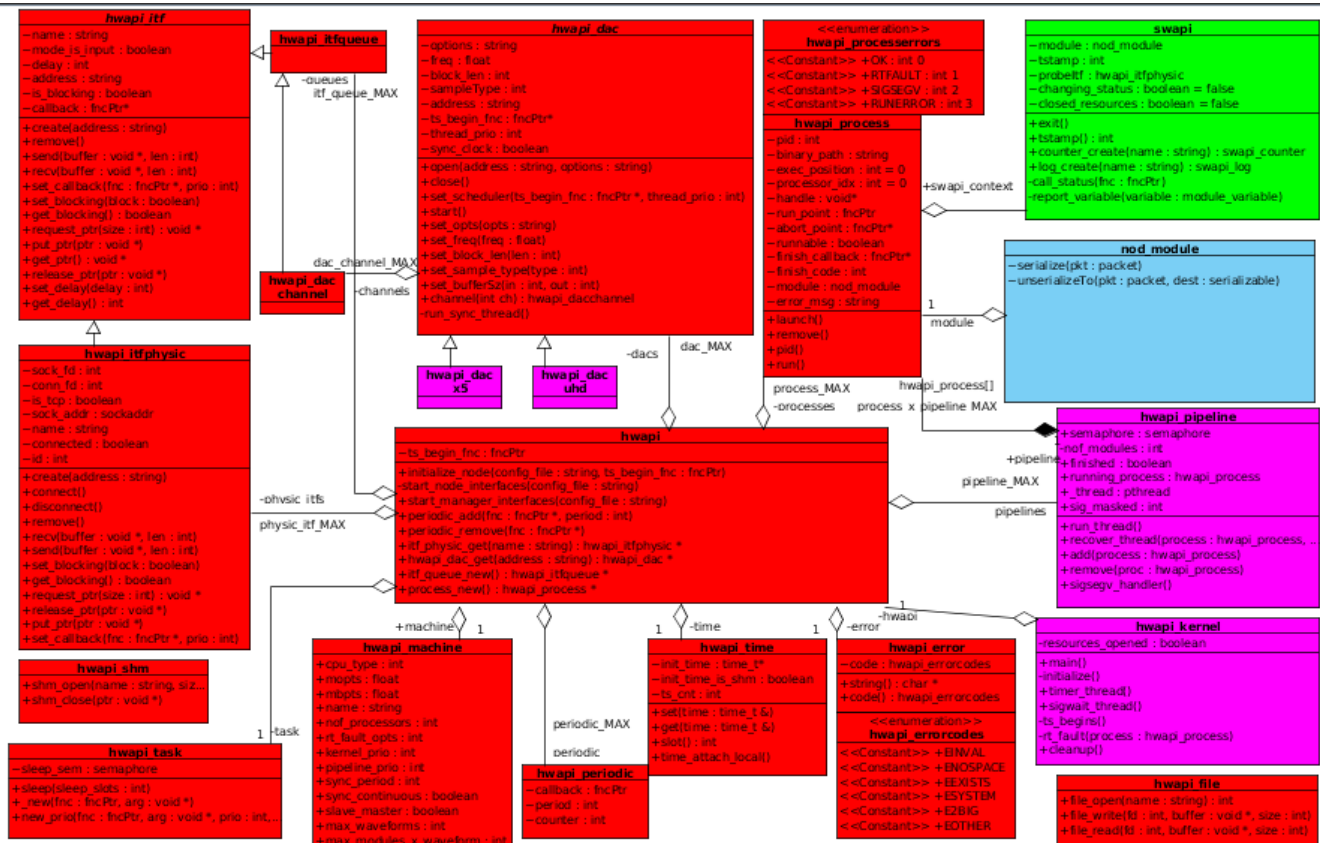 hwapi_itf
−name : string
−mode_is_input : boolean
−delay : int
−address : string
−is_blocking : boolean
−callback : fncPtr*
+create(address : string)
+remove()
+send(buffer : void *, len : int)
+recv(buffer : void *, len : int)
+set_callback(fnc : fncPtr *, prio : int)
+set_blocking(block : boolean)
+get_blocking() : boolean
+request_ptr(size : int) : void *
+put_ptr(ptr : void *)
+get_ptr() : void *
+release_ptr(ptr : void *)
+set_delay(delay : int)
+get_delay() : int
hwapi_itfqueue
-queues
itf_queue_MAX
hwapi_dac
channel
dac_channel_MAX
-channels
hwapi_dac
−options : string
−freq : float
−block_len : int
−sampleType : int
−address : string
−ts_begin_fnc : fncPtr*
−thread_prio : int
−sync_clock : boolean
+open(address : string, options : string)
+close()
+set_scheduler(ts_begin_fnc : fncPtr*, thread_prio : int)
+start()
+set_opts(opts : string)
+set_freq(freq : float)
+set_block_len(len : int)
+set_sample_type(type : int)
+set_bufferSz(in : int, out : int)
+channel(int ch) : hwapi_dacchannel
-run_sync_thread()
<<enumeration>>
hwapi_processerrors
<<Constant>> +OK : int 0
<<Constant>> +RTFAULT : int 1
<<Constant>> +SIGSEGV : int 2
<<Constant>> +RUNERROR : int 3
hwapi_process
−pid : int
−binary_path : string
−exec_position : int = 0
−processor_idx : int = 0
−handle : void*
−run_point : fncPtr
−abort_point : fncPtr*
−runnable : boolean
−finish_callback : fncPtr*
−finish_code : int
−module : nod_module
−error_msg : string
+launch()
+remove()
+pid()
+run()
+swapi_context
swapi
−module : nod_module
−tstamp : int
−probeItf : hwapi_itfphysic
−changing_status : boolean = false
−closed_resources : boolean = false
+exit()
+tstamp() : int
+counter_create(name : string) : swapi_counter
+log_create(name : string) : swapi_log
-call_status(fnc : fncPtr)
-report_variable(variable : module_variable)
1
module
nod_module
−serialize(pkt : packet)
−unserializeTo(pkt : packet, dest : serializable)
hwapi_itfphysic
−sock_fd : int
−conn_fd : int
−is_tcp : boolean
−sock_addr : sockaddr
−name : string
−connected : boolean
−id : int
+create(address : string)
+connect()
+disconnect()
+remove()
+recv(buffer : void *, len : int)
+send(buffer : void *, len : int)
+set_blocking(block : boolean)
+get_blocking() : boolean
+request_ptr(size : int) : void *
+release_ptr(ptr : void *)
+put_ptr(ptr : void *)
+set_callback(fnc : fncPtr *, prio : int)
hwapi_dac
x5
hwapi_dac
uhd
-dacs
dac_MAX
process_MAX
-processes
hwapi_process[]
process x pipeline MAX
+pipeline
pipeline_MAX
pipelines
hwapi_pipeline
+semaphore : semaphore
-nof_modules : int
+finished : boolean
+running_process : hwapi_process
+_thread : pthread
+sig_masked : int
+run_thread()
+recover_thread(process : hwapi_process, ...
+add(process : hwapi_process)
+remove(proc : hwapi_process)
+sigsegv_handler()
hwapi
−ts_begin_fnc : fncPtr
+initialize_node(config_file : string, ts_begin_fnc : fncPtr)
-start_node_interfaces(config_file : string)
+start_manager_interfaces(config_file : string)
+periodic_add(fnc : fncPtr *, period : int)
+periodic_remove(fnc : fncPtr *)
+itf_physic_get(name : string) : hwapi_itfphysic *
+hwapi_dac_get(address : string) : hwapi_dac *
+itf_queue_new() : hwapi_itfqueue *
+process_new() : hwapi_process *
-physic_itfs
physic_itf_MAX
+machine
1
-time
1
1
-error
1
-hwapi
hwapi_shm
+shm_open(name : string, siz...
+shm_close(ptr : void *)
1
-task
hwapi_task
−sleep_sem : semaphore
+sleep(sleep_slots : int)
+_new(fnc : fncPtr, arg : void *)
+new_prio(fnc : fncPtr, arg : void *, prio : int,..
hwapi_machine
+cpu_type : int
+mopts : float
+mbpts : float
+name : string
+nof_processors : int
+rt_fault_opts : int
+kernel_prio : int
+pipeline_prio : int
+sync_period : int
+sync_continuous : boolean
+slave_master : boolean
+max_waveforms : int
+max_modules_x_waveform : int
periodic_MAX
periodic
hwapi_periodic
−callback : fncPtr
−period : int
−counter : int
hwapi_time
−init_time : time_t*
−init_time_is_shm : boolean
−ts_cnt : int
+set(time : time_t &)
+get(time : time_t &)
+slot() : int
+time_attach_local()
hwapi_error
−code : hwapi_errorcodes
+string() : char *
+code() : hwapi_errorcodes
<<enumeration>>
hwapi_errorcodes
<<Constant>> +EINVAL
<<Constant>> +ENOSPACE
<<Constant>> +EEXISTS
<<Constant>> +ESYSTEM
<<Constant>> +E2BIG
<<Constant>> +EOTHER
hwapi_kernel
-resources_opened : boolean
+main()
-initialize()
+timer_thread()
+sigwait_thread()
-ts_begins()
-rt_fault(process : hwapi_process)
+cleanup()
hwapi_file
+file_open(name : string) : int
+file_write(fd : int, buffer : void *, size : int)
+file_read(fd : int, buffer : void *, size : int)